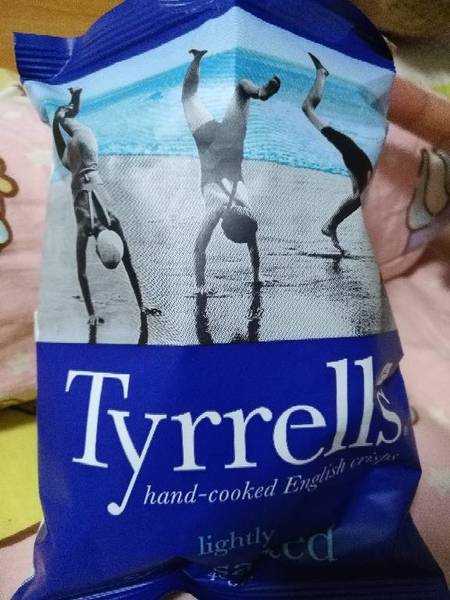 Tyrrells
hand-cooked English crisps
lightly